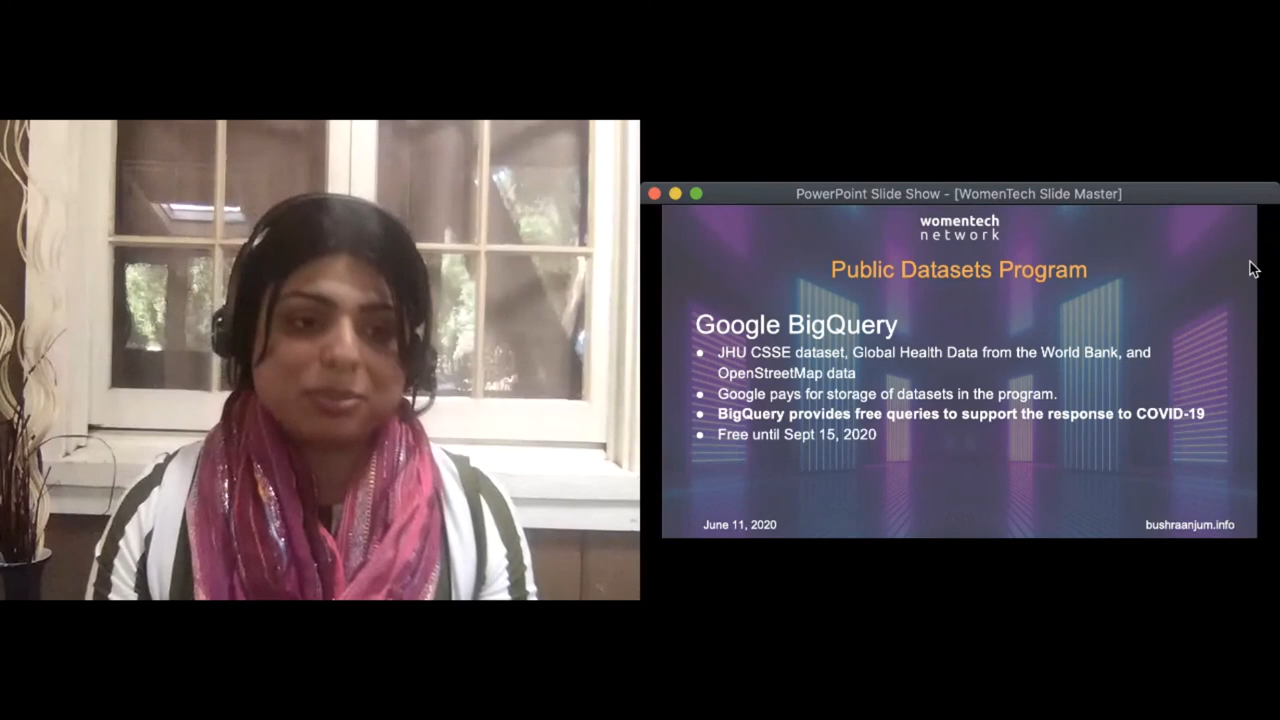 PowerPoint Slide Show - [WomenTech Slide Master]
womentech
network
Public Datasets Program
Google BigQuery
● JHU CSSE dataset, Global Health Data from the World Bank, and
OpenStreetMap data
● Google pays for storage of datasets in the program.
● BigQuery provides free queries to support the response to COVID-19
● Free until Sept 15, 2020
June 11, 2020
bushraanjum.info